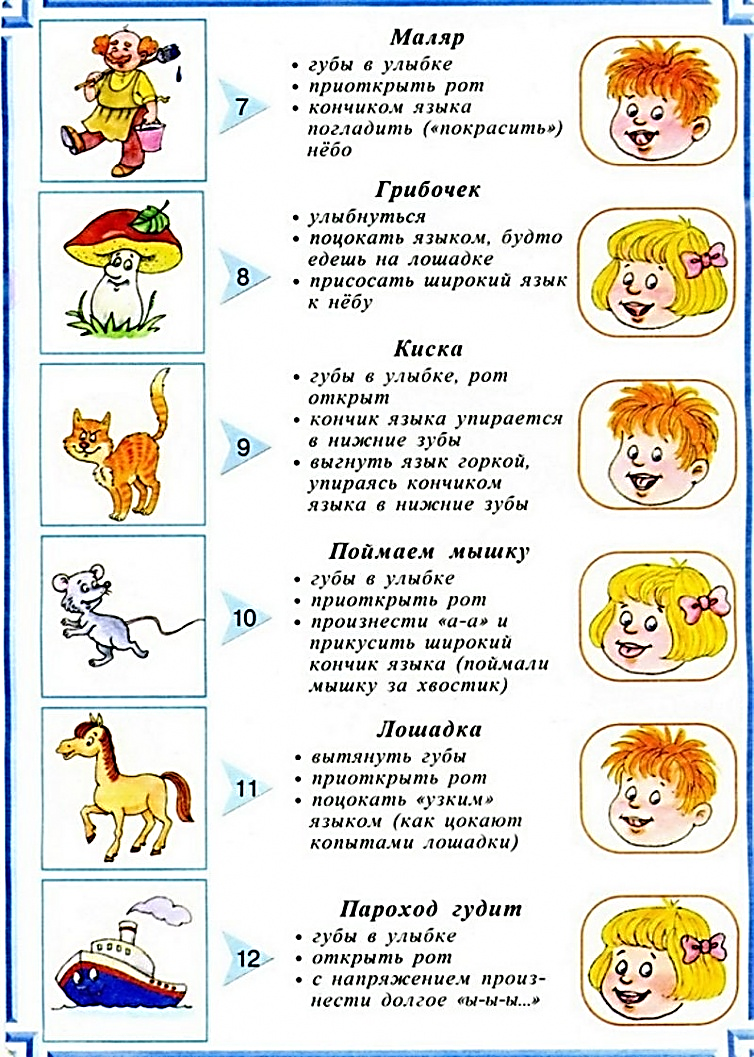 Маляр
• губы в улыбке
7
• приоткрыть рот
• кончиком языка
погладить («покрасить»)
нёбо
Грибочек
• улыбнуться
• поцокать языком, будто
едешь на лошадке
8
• присосать широкий язык
к нёбу
Киска
• губы в улыбке, рот
открыт
• кончик языка упирается
в нижние зубы
9
• выгнуть язык горкой,
упираясь кончиком
языка в нижние зубы
Поймаем мышку
• губы в улыбке
• приоткрыть рот
10
• произнести «а-а» и
прикусить широкий
кончик языка (поймали
мышку за хвостик)
Лошадка
• вытянуть губы
• приоткрыть рот
11
• поцокать «узким»
языком (как цокают
копытами лошадки)
Пароход гудит
• губы в улыбке
12
• открыть рот
• с напряжением произ-
нести долгое «ы-ы-ы...»